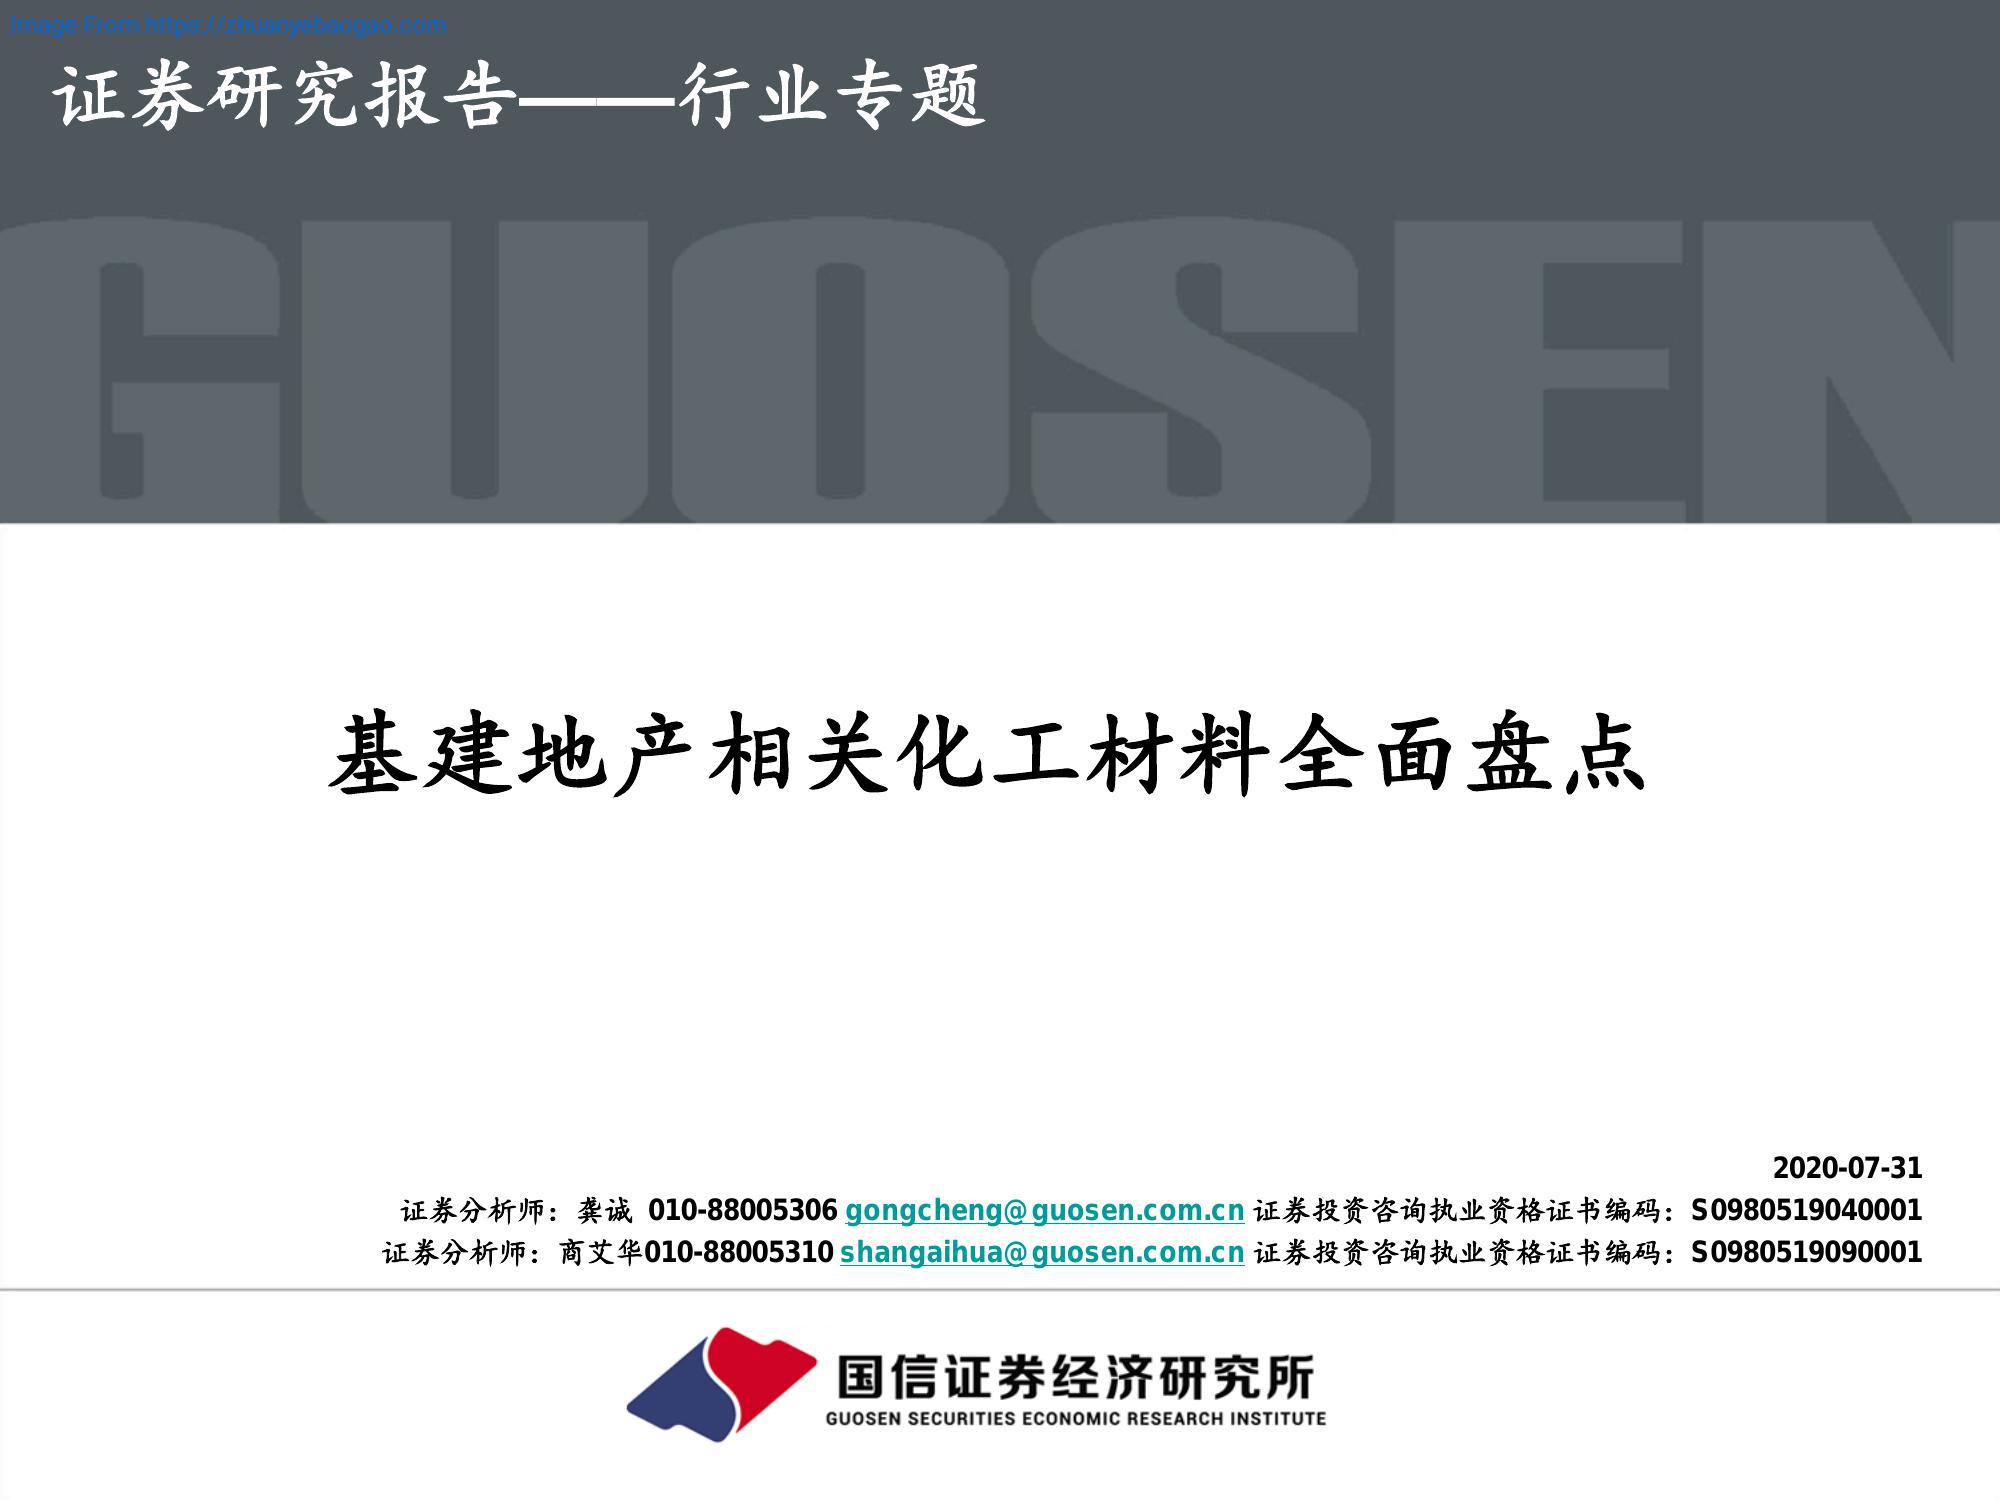 Image From https://zhuanyebaogao.com
证券研究报告——行业专题
GUOSEN
基建地产相关化工材料全面盘点
2020-07-31
证券分析师：龚诚 010-88005306 gongcheng@guosen.com.cn 证券投资咨询执业资格证书编码：S0980519040001
证券分析师：商艾华010-88005310 shangaihua@guosen.com.cn 证券投资咨询执业资格证书编码：S0980519090001
国信证券经济研究所
GUOSEN SECURITIES ECONOMIC RESEARCH INSTITUTE